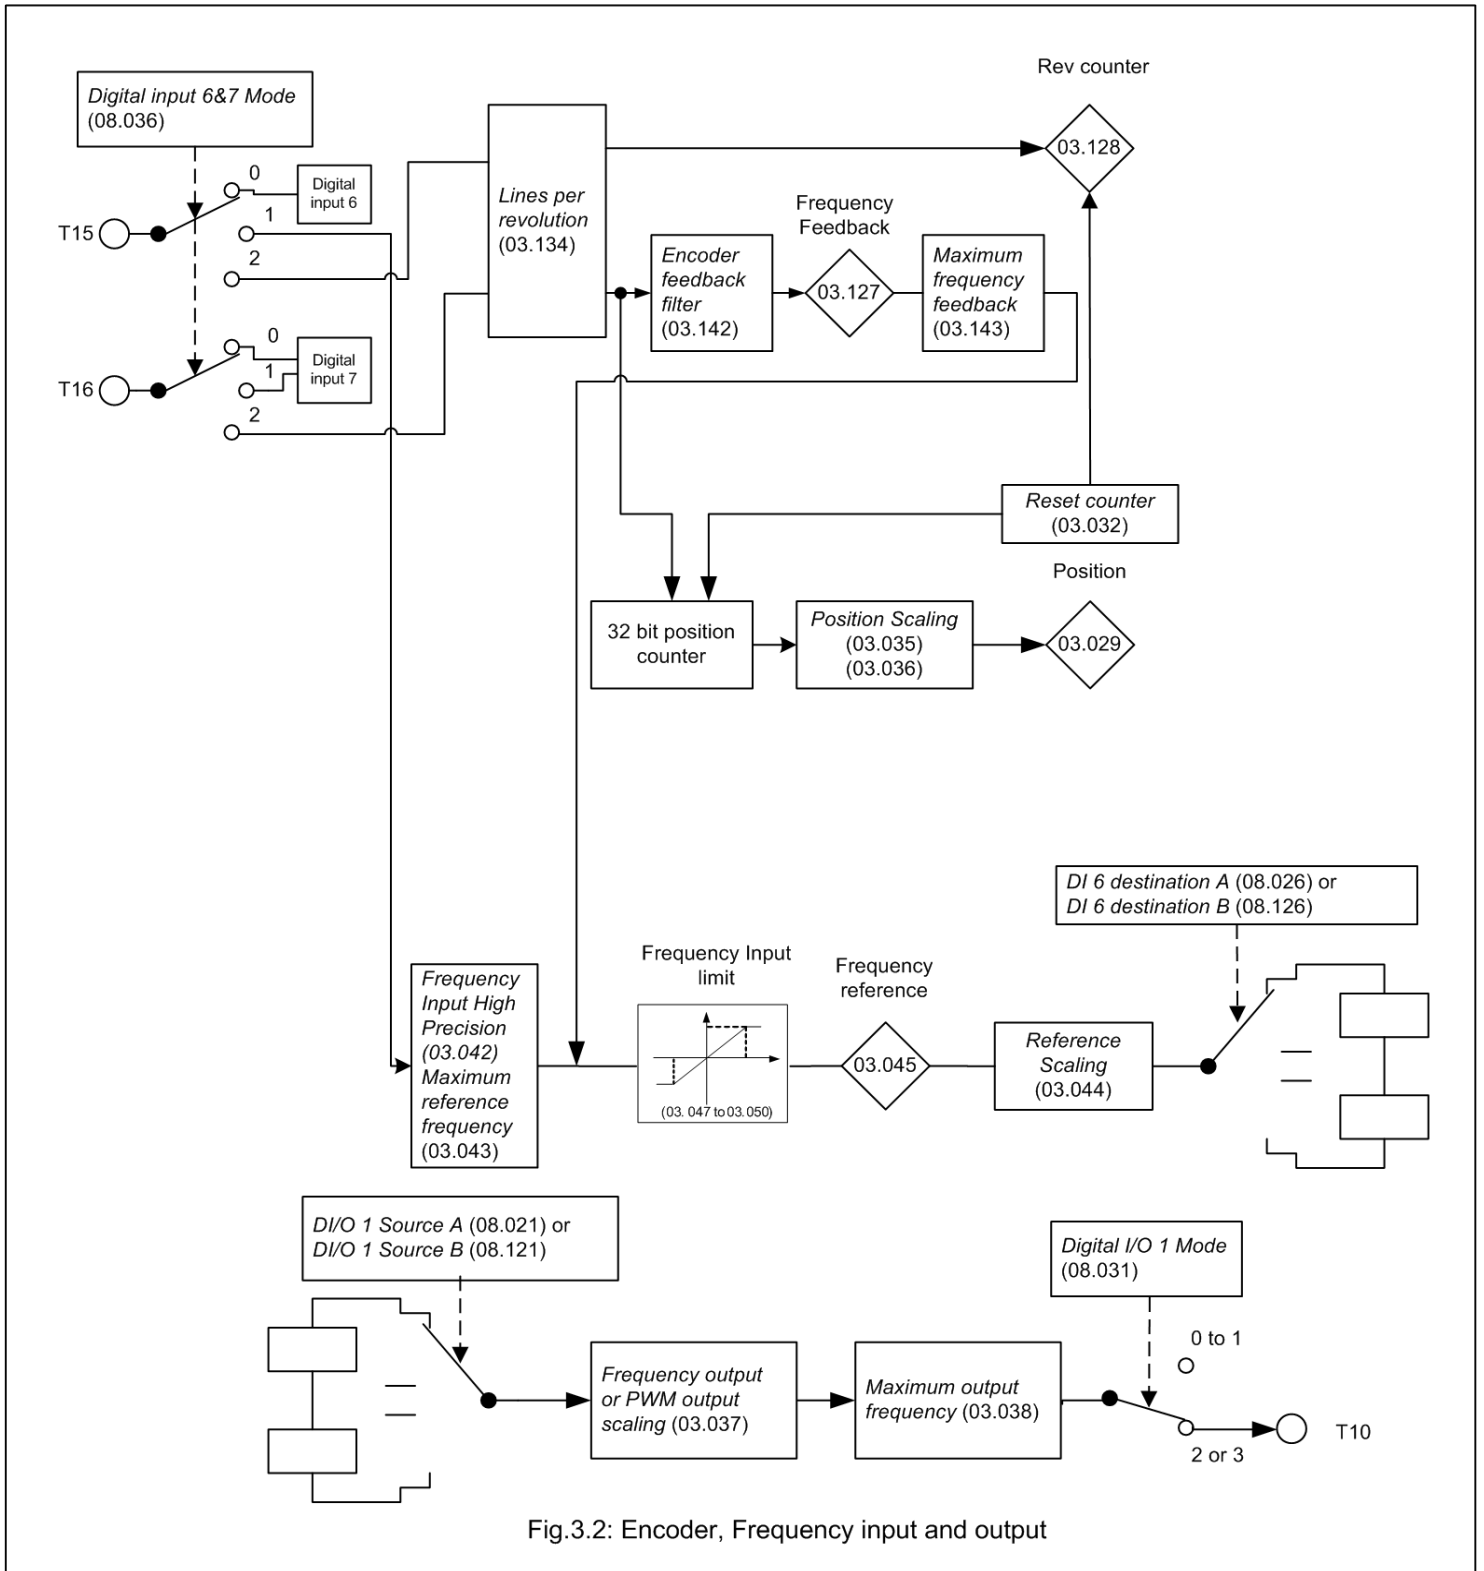 Rev counter
Digital input 6&7 Mode
(08.036)
03.128
0
Digital
input 6
1
T15
2
Lines per
revolution
(03.134)
Frequency
Feedback
Encoder
feedback
filter
(03.142)
03.127
Maximum
frequency
feedback
(03.143)
0
Digital
input 7
1
T16
2
Reset counter
(03.032)
Position
32 bit position
counter
Position Scaling
(03.035)
(03.036)
03.029
DI 6 destination A (08.026) or
DI 6 destination B (08.126)
Frequency Input
limit
Frequency
reference
Frequency
Input High
Precision
(03.042)
Maximum
reference
frequency
(03.043)
(03. 047 to 03. 050)
03.045
Reference
Scaling
(03.044)
DI/O 1 Source A (08.021) or
DI/O 1 Source B (08.121)
Digital I/O 1 Mode
(08.031)
0 to 1
Frequency output
or PWM output
scaling (03.037)
Maximum output
frequency (03.038)
T10
2 or 3
Fig.3.2: Encoder, Frequency input and output